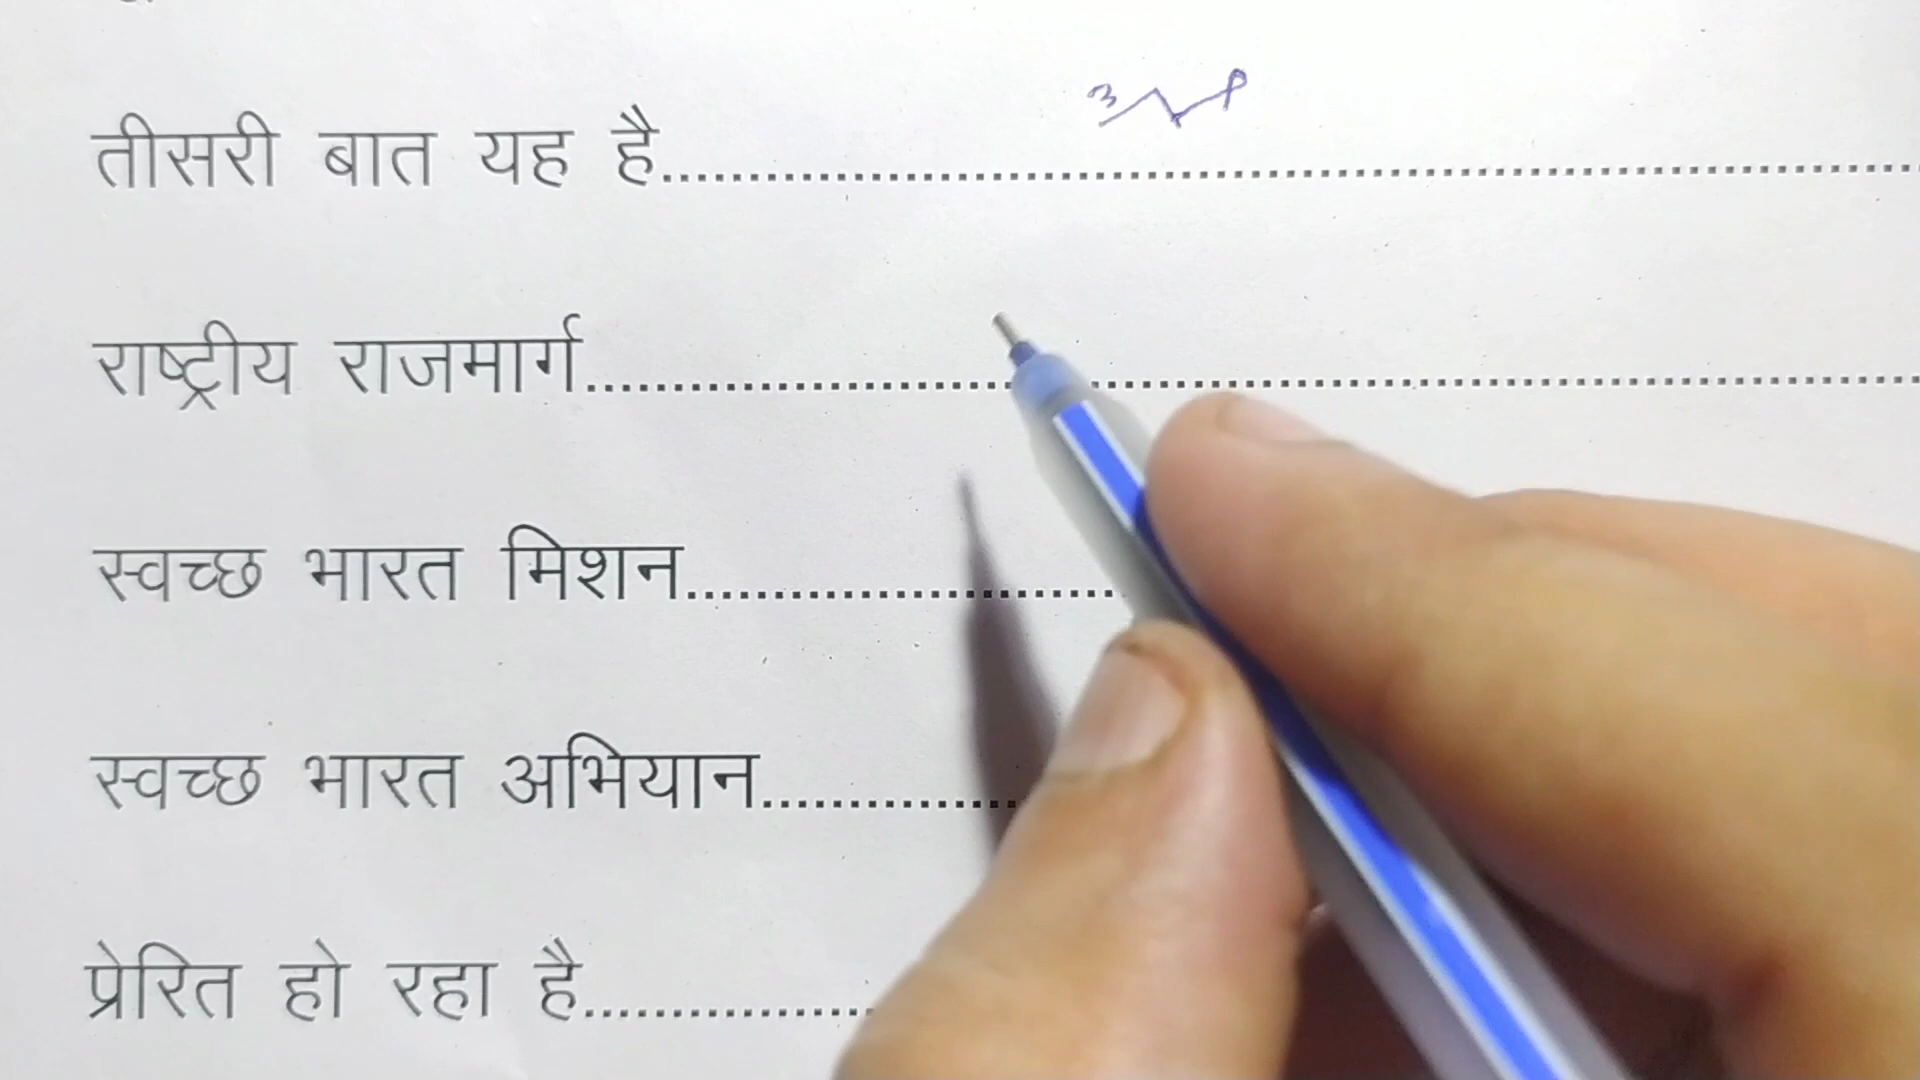 तीसरी बात यह है................................................
राष्ट्रीय राजमार्ग................................................
स्वच्छ भारत मिशन.........................
स्वच्छ भारत अभियान...............
प्रेरित हो रहा है.................